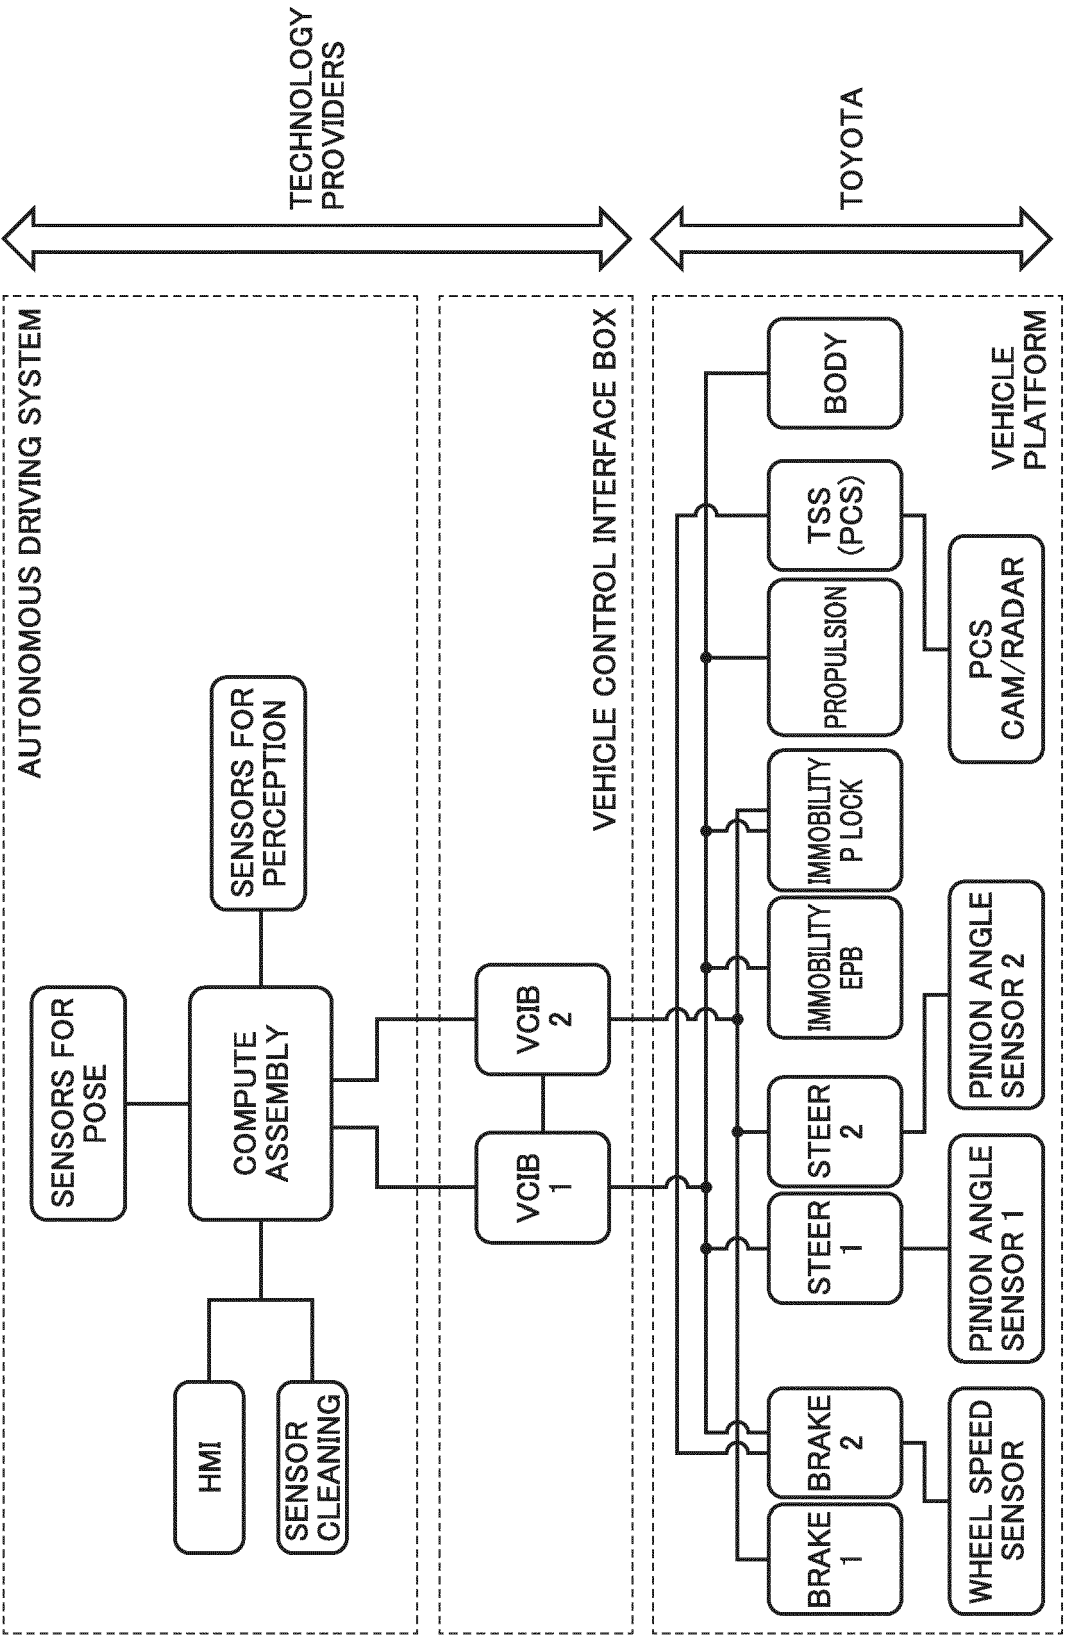 AUTONOMOUS DRIVING SYSTEM
SENSORS FOR
POSE
HMI
SENSOR
CLEANING
COMPUTE
ASSEMBLY
SENSORS FOR
PERCEPTION
TECHNOLOGY
PROVIDERS
VCIB
1
VCIB
2
VEHICLE CONTROL INTERFACE BOX
BRAKE
1
BRAKE
2
STEER
1
STEER
2
IMMOBILITY
EPB
IMMOBILITY
P LOCK
PROPULSION
TSS
(PCS)
BODY
TOYOTA
WHEEL SPEED
SENSOR
PINION ANGLE
SENSOR 1
PINION ANGLE
SENSOR 2
PCS
CAM/RADAR
VEHICLE
PLATFORM